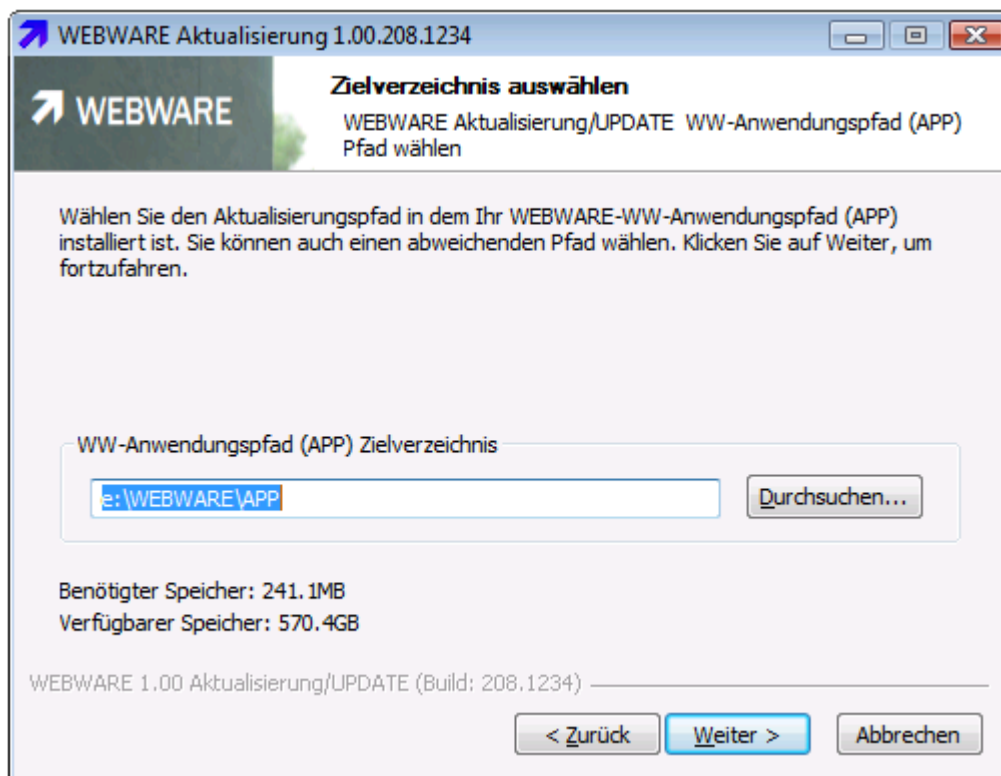 WEBWARE Aktualisierung 1.00.208.1234
WEBWARE
Zielverzeichnis auswählen
WEBWARE Aktualisierung/UPDATE  WW-Anwendungspfad (APP)
Pfad wählen
Wählen Sie den Aktualisierungspfad in dem Ihr WEBWARE-WW-Anwendungspfad (APP)
installiert ist. Sie können auch einen abweichenden Pfad wählen. Klicken Sie auf Weiter, um
fortzufahren.
WW-Anwendungspfad (APP) Zielverzeichnis
e:\WEBWARE\APP
Durchsuchen...
Benötigter Speicher: 241.1MB
Verfügbarer Speicher: 570.4GB
WEBWARE 1.00 Aktualisierung/UPDATE (Build: 208.1234)
< Zurück
Weiter >
Abbrechen